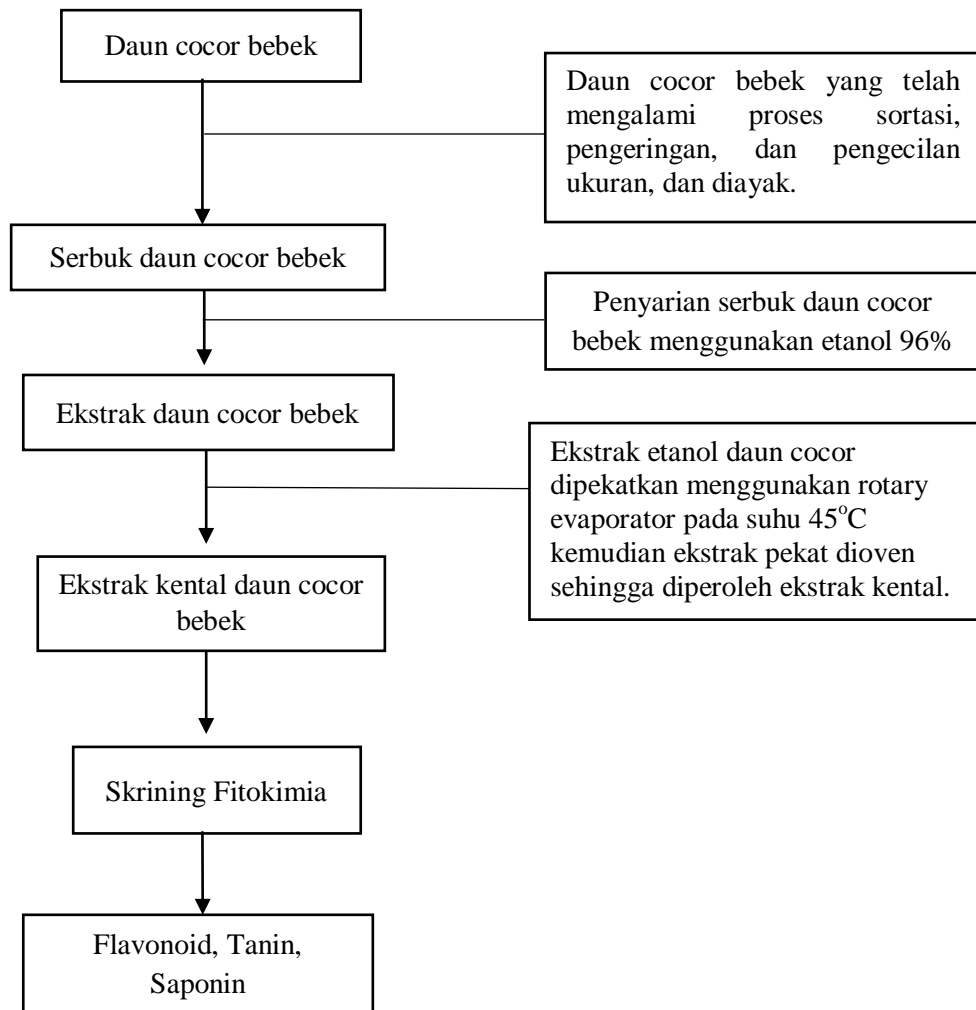 Daun cocor bebek
Daun cocor bebek yang telah
mengalami proses sortasi,
pengeringan, dan pengecilan
ukuran, dan diayak.
Serbuk daun cocor bebek
Penyarian serbuk daun cocor
bebek menggunakan etanol 96%
Ekstrak daun cocor bebek
Ekstrak etanol daun cocor
dipekatkan menggunakan rotary
evaporator pada suhu 45°C
kemudian ekstrak pekat dioven
sehingga diperoleh ekstrak kental.
Ekstrak kental daun cocor
bebek
Skrining Fitokimia
Flavonoid, Tanin,
Saponin